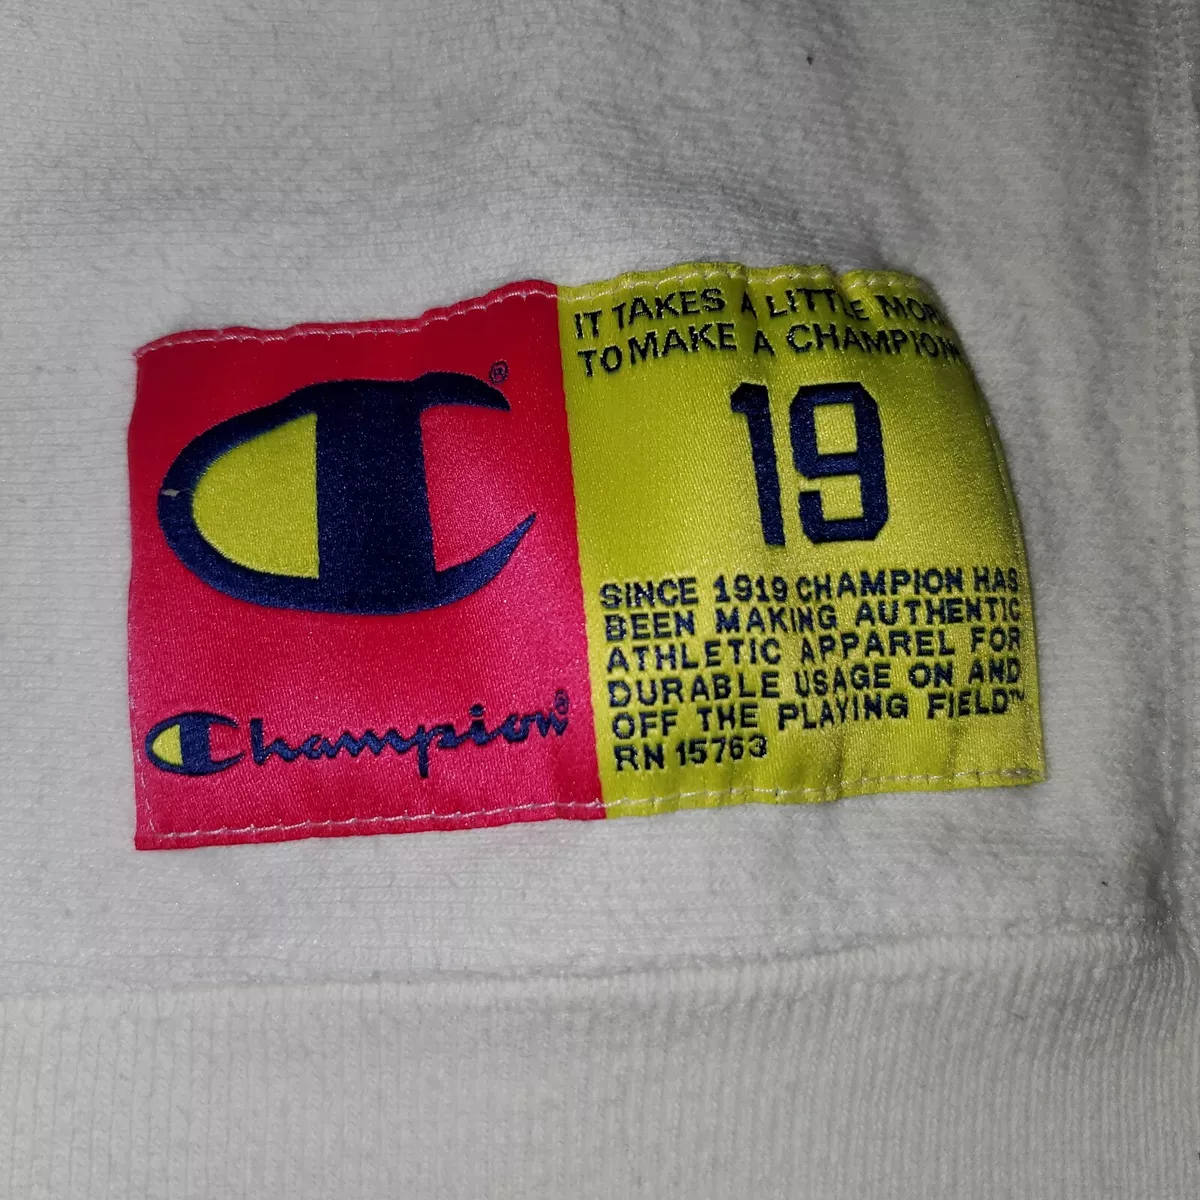 C®
Champion®
IT TAKES A LITTLE MORE
TO MAKE A CHAMPION
19
SINCE 1919 CHAMPION HAS
BEEN MAKING AUTHENTIC
ATHLETIC APPAREL FOR
DURABLE USAGE ON AND
OFF THE PLAYING FIELD™
RN 15763